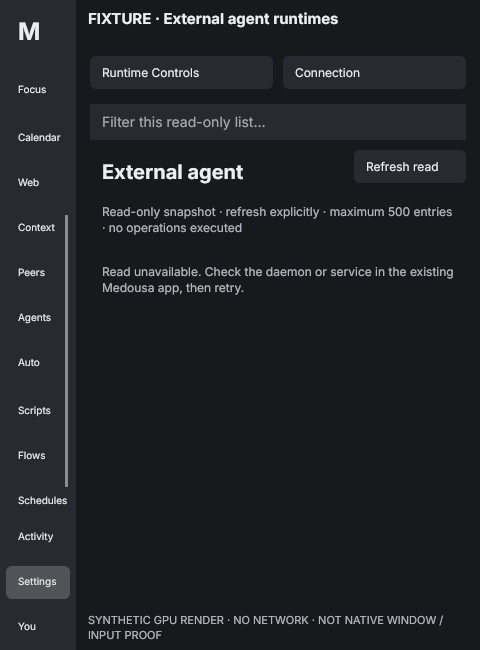 M
FIXTURE · External agent runtimes
Focus
Calendar
Web
Context
Peers
Agents
Auto
Scripts
Flows
Schedules
Activity
Settings
You
Runtime Controls
Connection
Filter this read-only list...
External agent
Refresh read
Read-only snapshot · refresh explicitly · maximum 500 entries
· no operations executed
Read unavailable. Check the daemon or service in the existing
Medousa app, then retry.
SYNTHETIC GPU RENDER · NO NETWORK · NOT NATIVE WINDOW /
INPUT PROOF